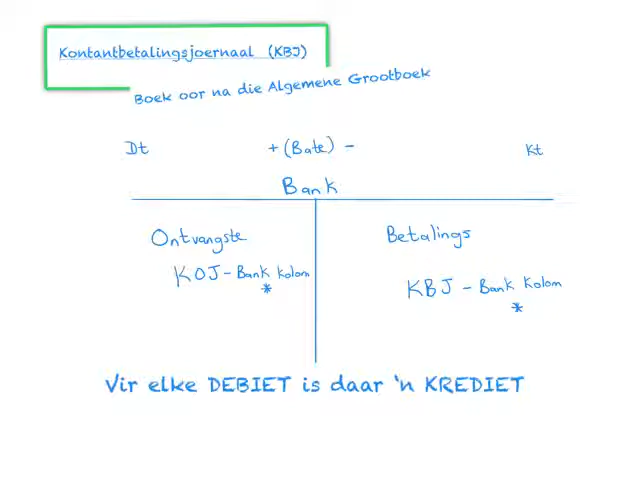 Kontantbetalingsjoernaal (KBJ)
Boek oor na die Algemene Grootboek
Dt + (Bate) - Kt
Bank
Ontvangste
KOJ - Bank Kolom
*
Betalings
KBJ - Bank Kolom
*
Vir elke DEBIET is daar 'n KREDIET